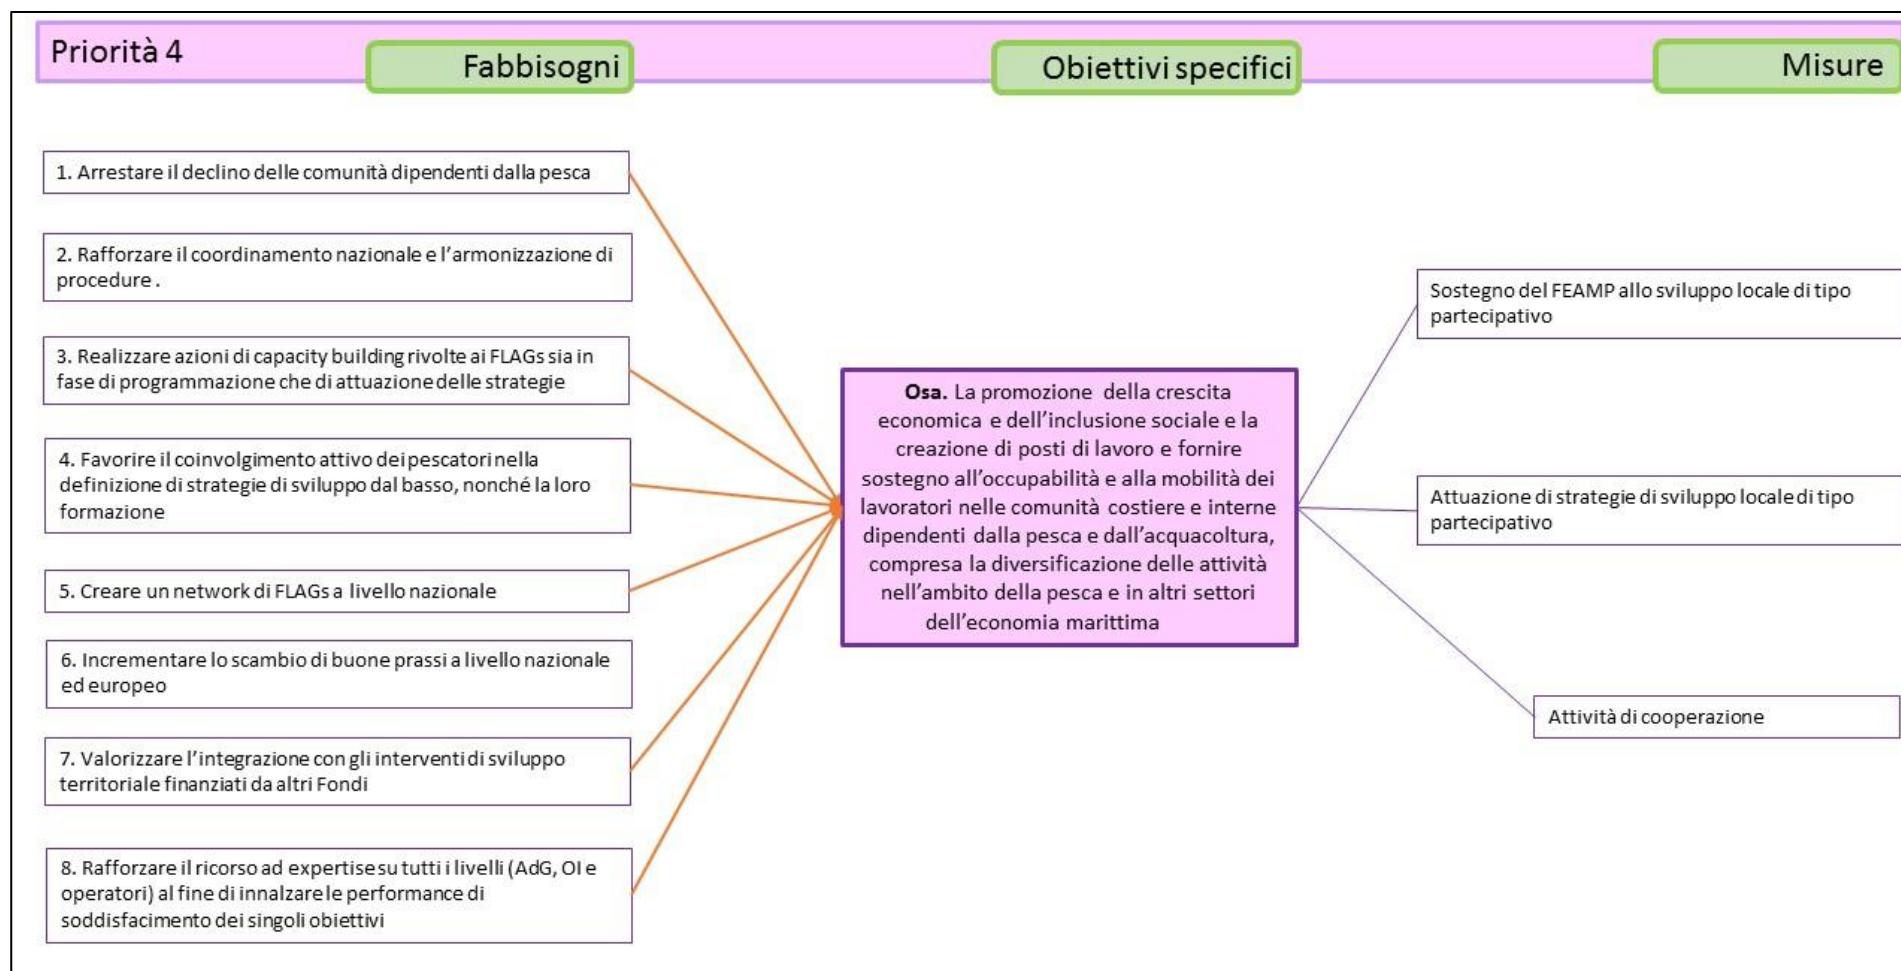 Priorità 4
Fabbisogni
Obiettivi specifici
Misure
1. Arrestare il declino delle comunità dipendenti dalla pesca
2. Rafforzare il coordinamento nazionale e l'armonizzazione di
procedure .
3. Realizzare azioni di capacity building rivolte ai FLAGs sia in
fase di programmazione che di attuazione delle strategie
4. Favorire il coinvolgimento attivo dei pescatori nella
definizione di strategie di sviluppo dal basso, nonché la loro
formazione
5. Creare un network di FLAGs a livello nazionale
6. Incrementare lo scambio di buone prassi a livello nazionale
ed europeo
7. Valorizzare l'integrazione con gli interventi di sviluppo
territoriale finanziati da altri Fondi
8. Rafforzare il ricorso ad expertise su tutti i livelli (AdG, OI e
operatori) al fine di innalzare le performance di
soddisfacimento dei singoli obiettivi
Osa. La promozione della crescita
economica e dell'inclusione sociale e la
creazione di posti di lavoro e fornire
sostegno all'occupabilità e alla mobilità dei
lavoratori nelle comunità costiere e interne
dipendenti dalla pesca e dall'acquacoltura,
compresa la diversificazione delle attività
nell'ambito della pesca e in altri settori
dell'economia marittima
Sostegno del FEAMP allo sviluppo locale di tipo
partecipativo
Attuazione di strategie di sviluppo locale di tipo
partecipativo
Attività di cooperazione